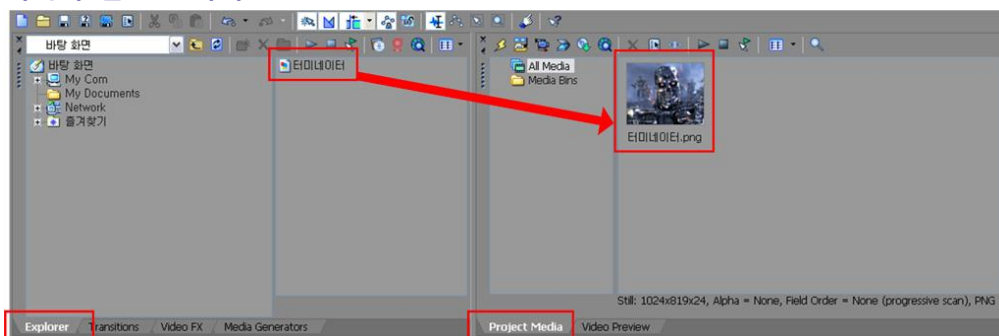 바탕 화면
바탕 화면
My Com
My Documents
Network
즐겨찾기
터미네이터
All Media
Media Bins
터미네이터.png
Still: 1024x819x24, Alpha = None, Field Order = None (progressive scan), PNG
Explorer Transitions Video FX Media Generators
Project Media Video Preview